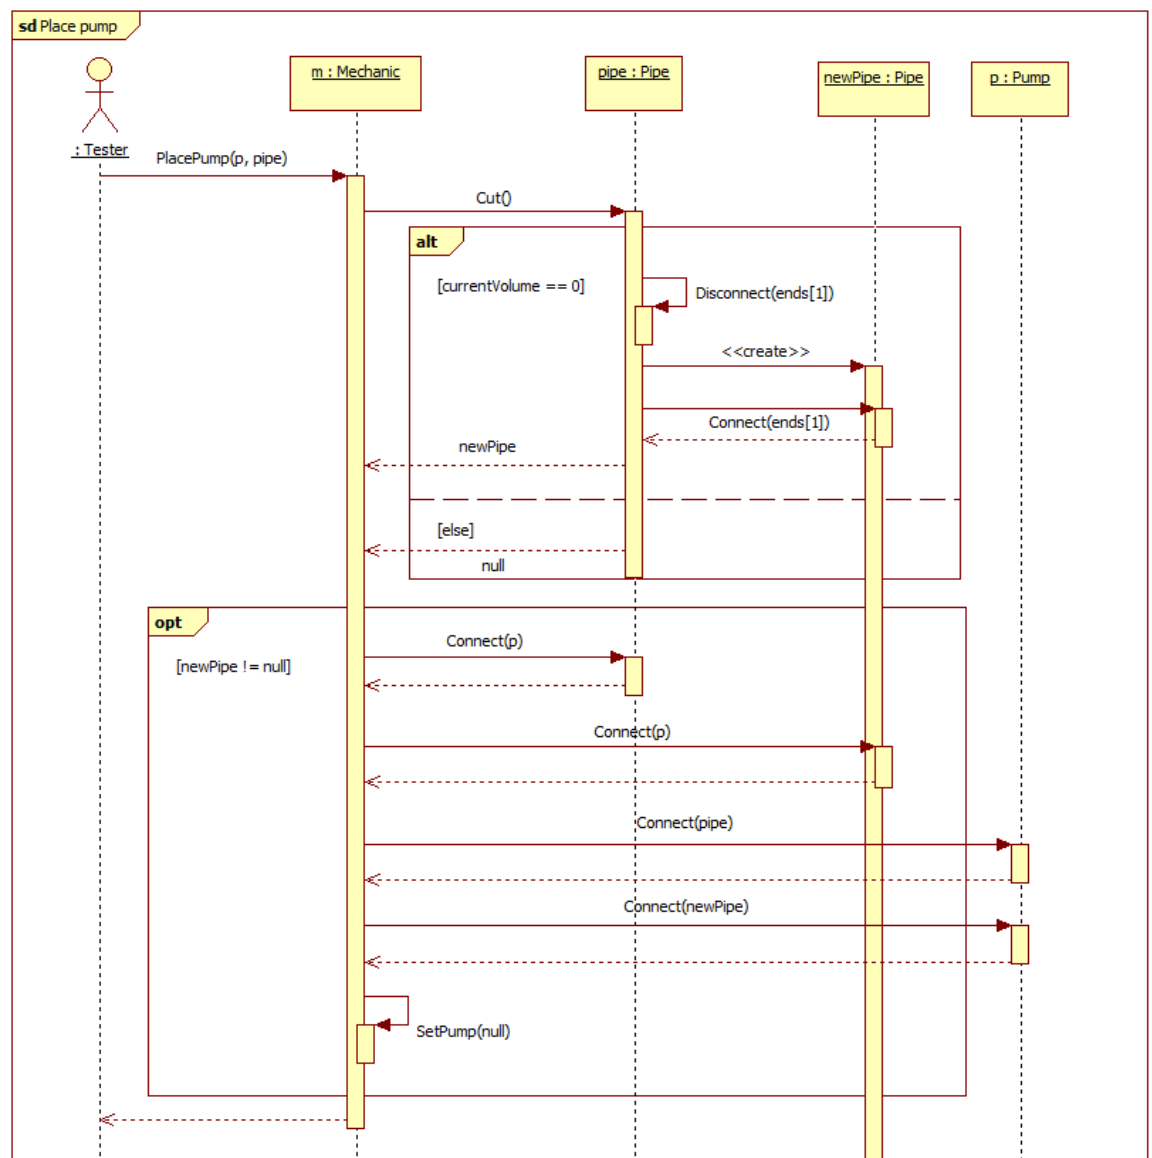 sd Place pump
m : Mechanic
pipe : Pipe
newPipe : Pipe
p : Pump
: Tester
PlacePump(p, pipe)
Cut()
alt
[currentVolume == 0]
Disconnect(ends[1])
<<create>>
Connect(ends[1])
newPipe
[else]
null
opt
Connect(p)
[newPipe != null]
Connect(p)
Connect(pipe)
Connect(newPipe)
SetPump(null)